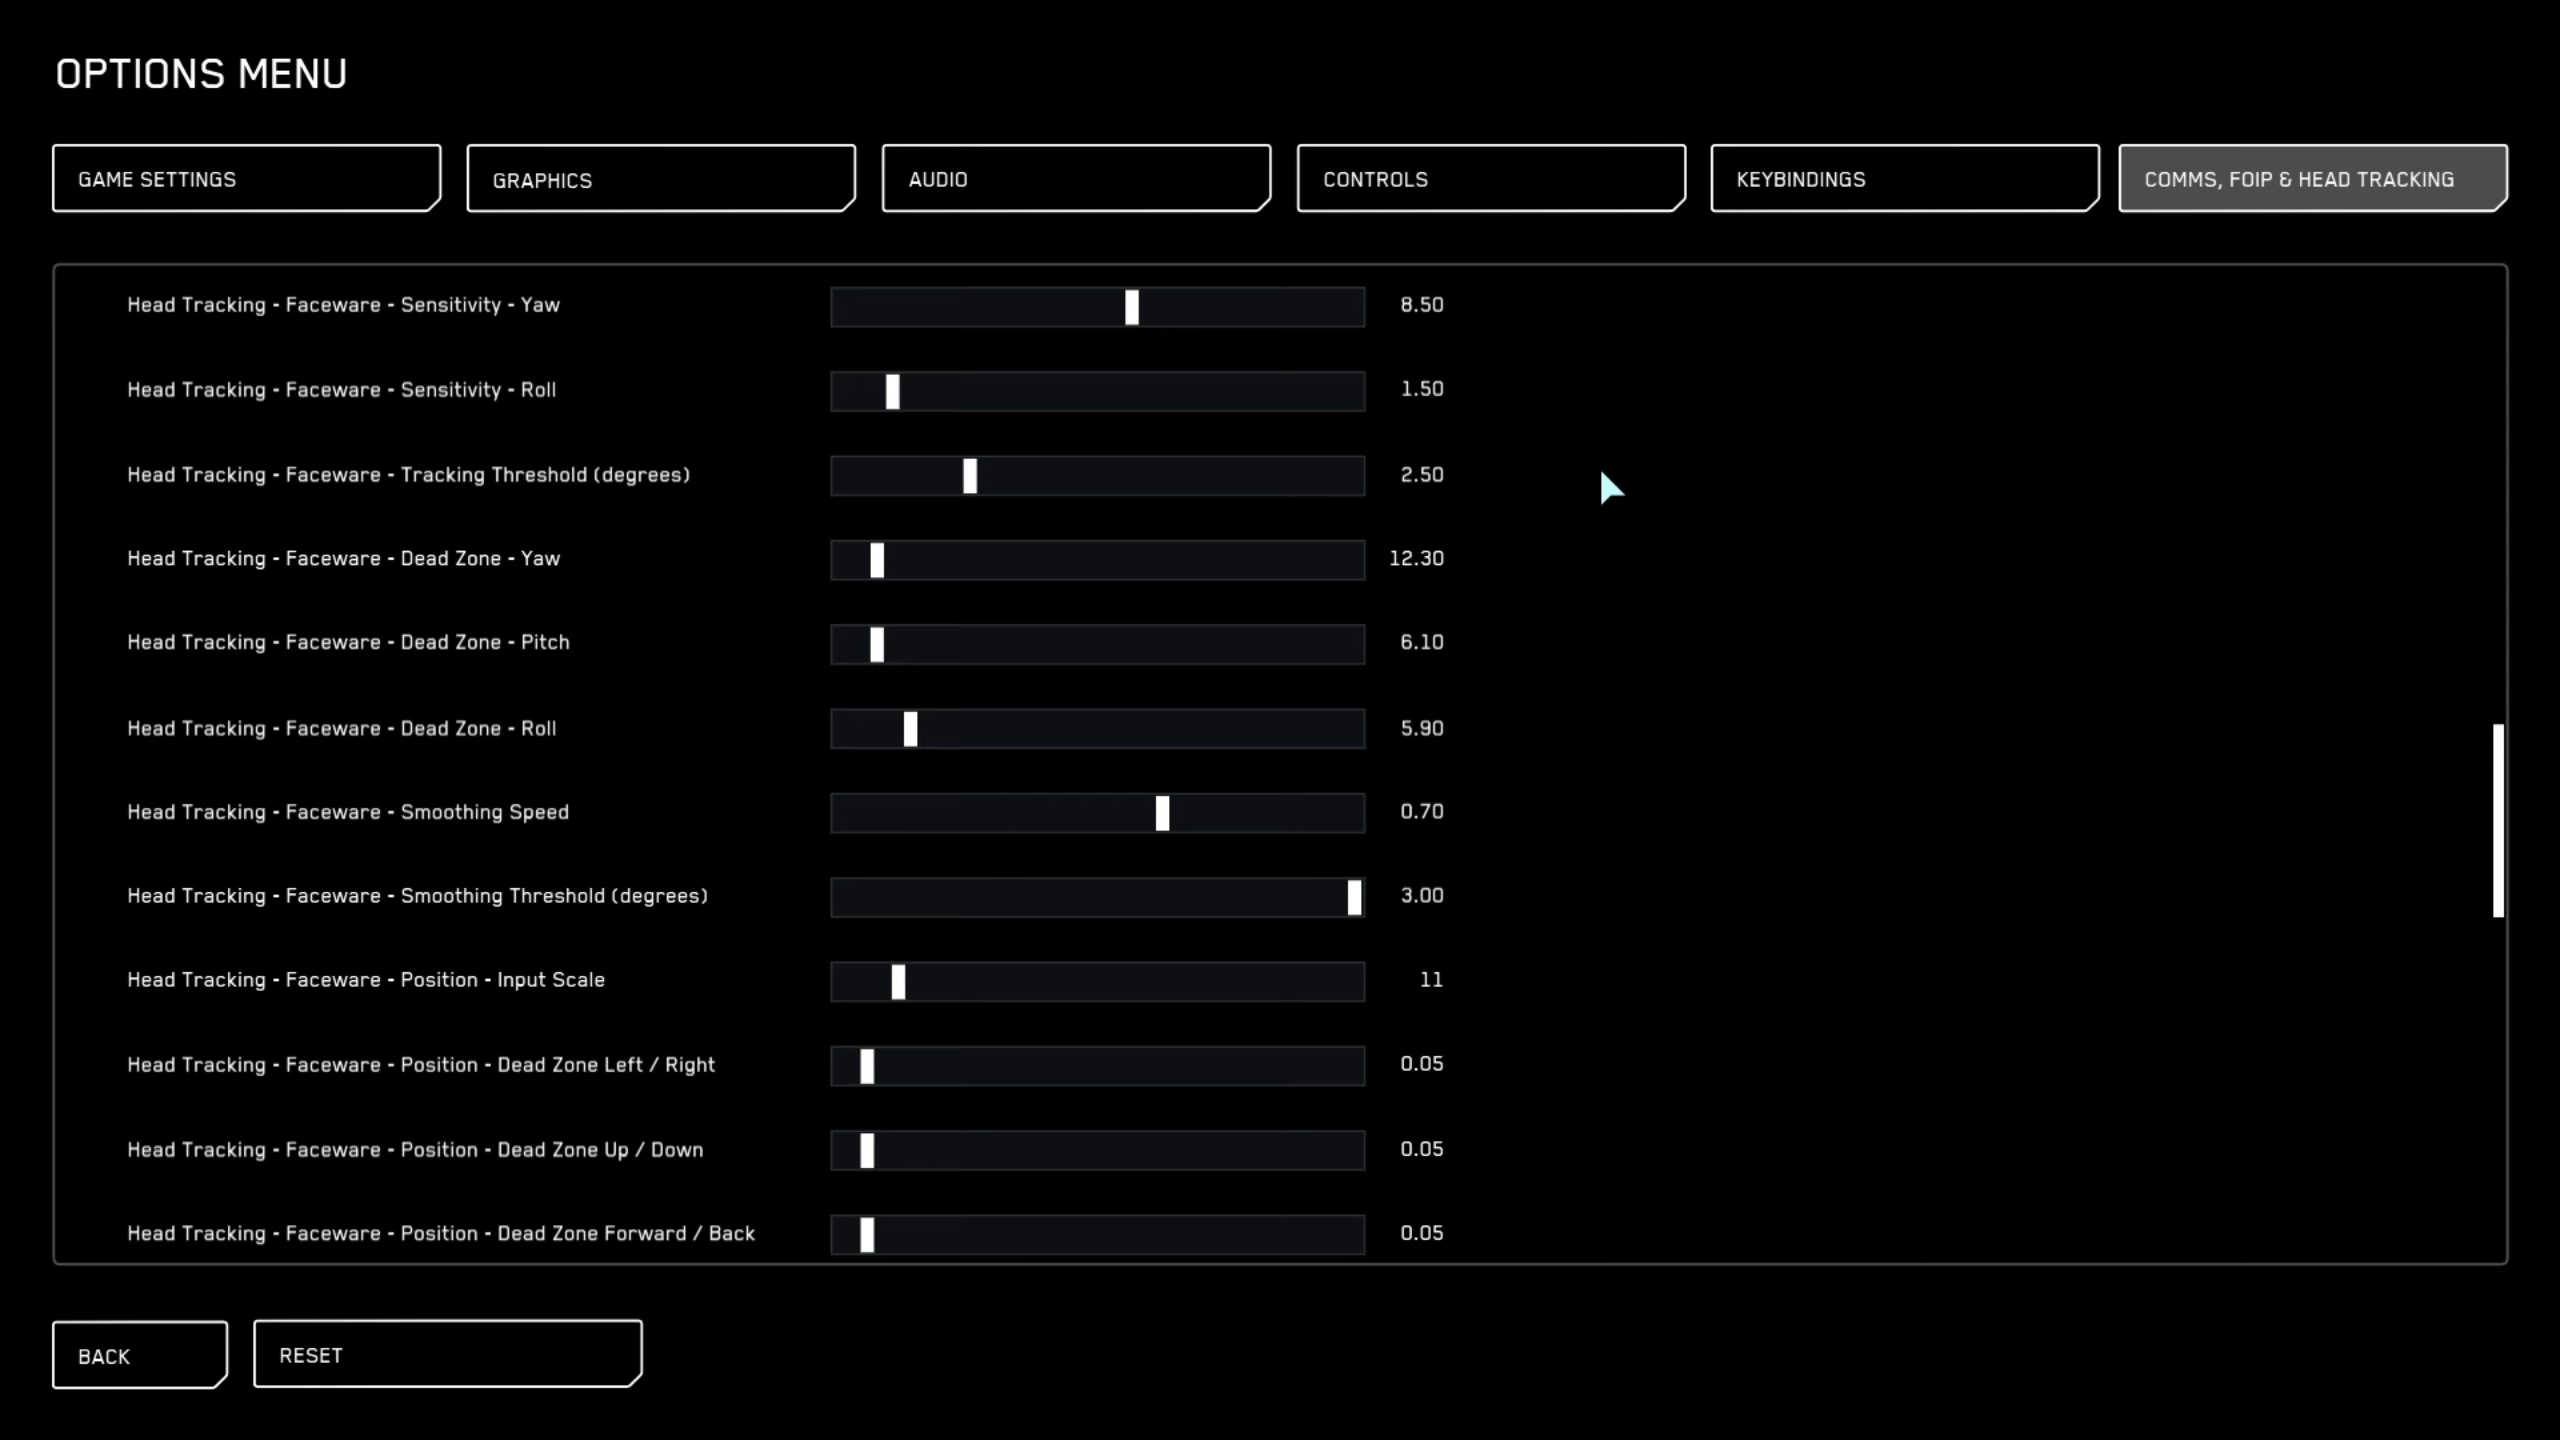 OPTIONS MENU
GAME SETTINGS GRAPHICS AUDIO CONTROLS KEYBINDINGS COMMS, FOIP & HEAD TRACKING
Head Tracking - Faceware - Sensitivity - Yaw 8.50
Head Tracking - Faceware - Sensitivity - Roll 1.50
Head Tracking - Faceware - Tracking Threshold (degrees) 2.50
Head Tracking - Faceware - Dead Zone - Yaw 12.30
Head Tracking - Faceware - Dead Zone - Pitch 6.10
Head Tracking - Faceware - Dead Zone - Roll 5.90
Head Tracking - Faceware - Smoothing Speed 0.70
Head Tracking - Faceware - Smoothing Threshold (degrees) 3.00
Head Tracking - Faceware - Position - Input Scale 11
Head Tracking - Faceware - Position - Dead Zone Left / Right 0.05
Head Tracking - Faceware - Position - Dead Zone Up / Down 0.05
Head Tracking - Faceware - Position - Dead Zone Forward / Back 0.05
BACK RESET